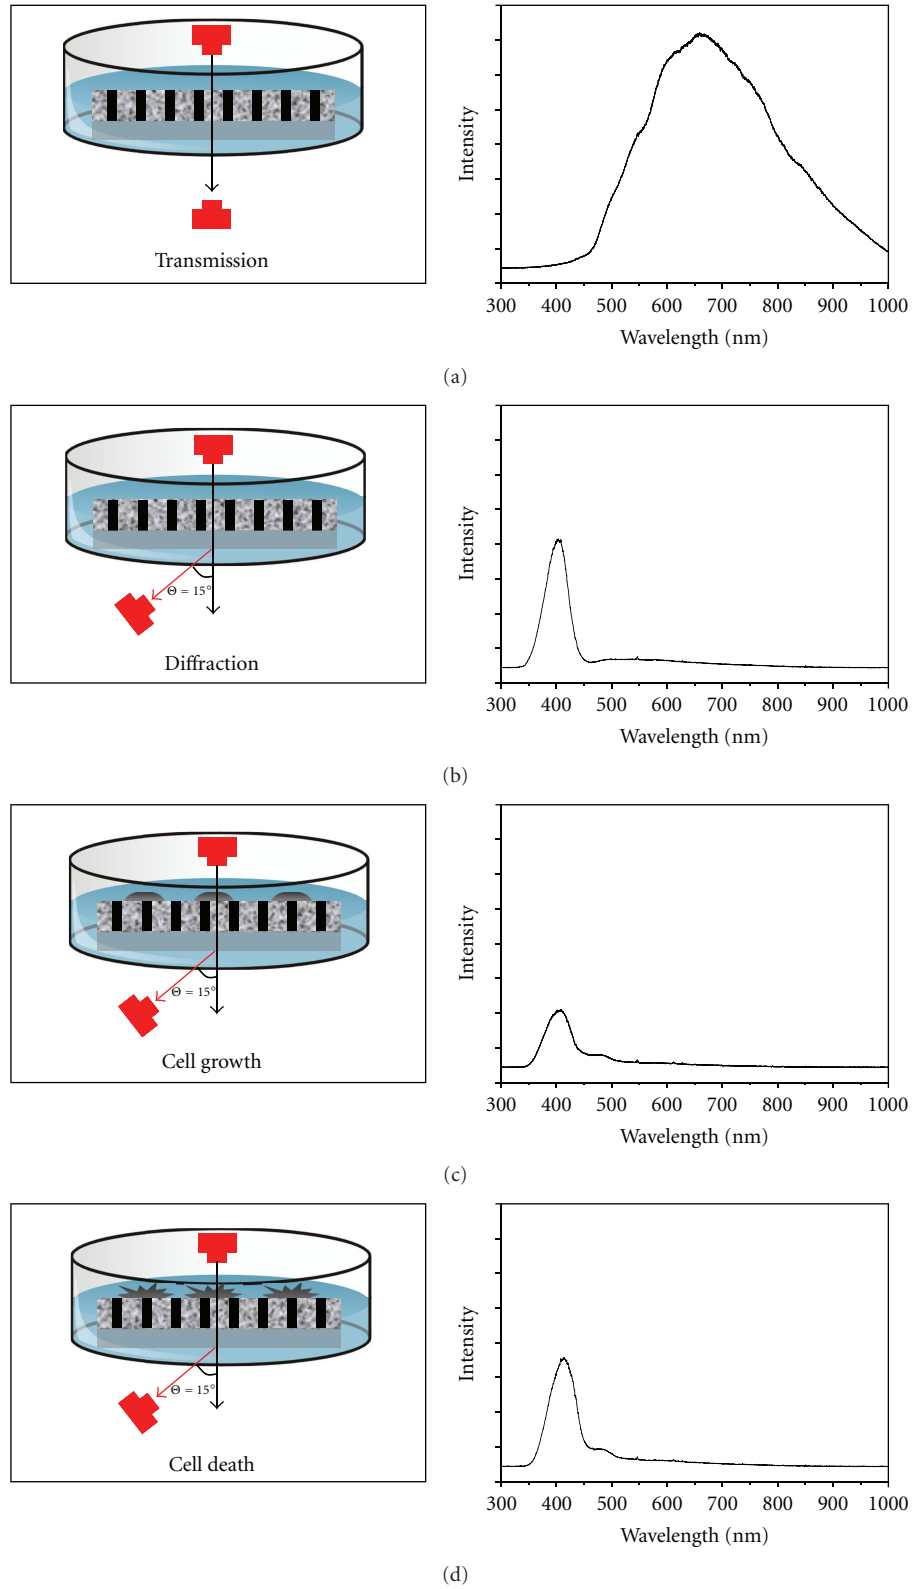 Transmission
Intensity
300 400 500 600 700 800 900 1000
Wavelength (nm)
(a)
Θ = 15°
Diffraction
Intensity
300 400 500 600 700 800 900 1000
Wavelength (nm)
(b)
Θ = 15°
Cell growth
Intensity
300 400 500 600 700 800 900 1000
Wavelength (nm)
(c)
Θ = 15°
Cell death
Intensity
300 400 500 600 700 800 900 1000
Wavelength (nm)
(d)